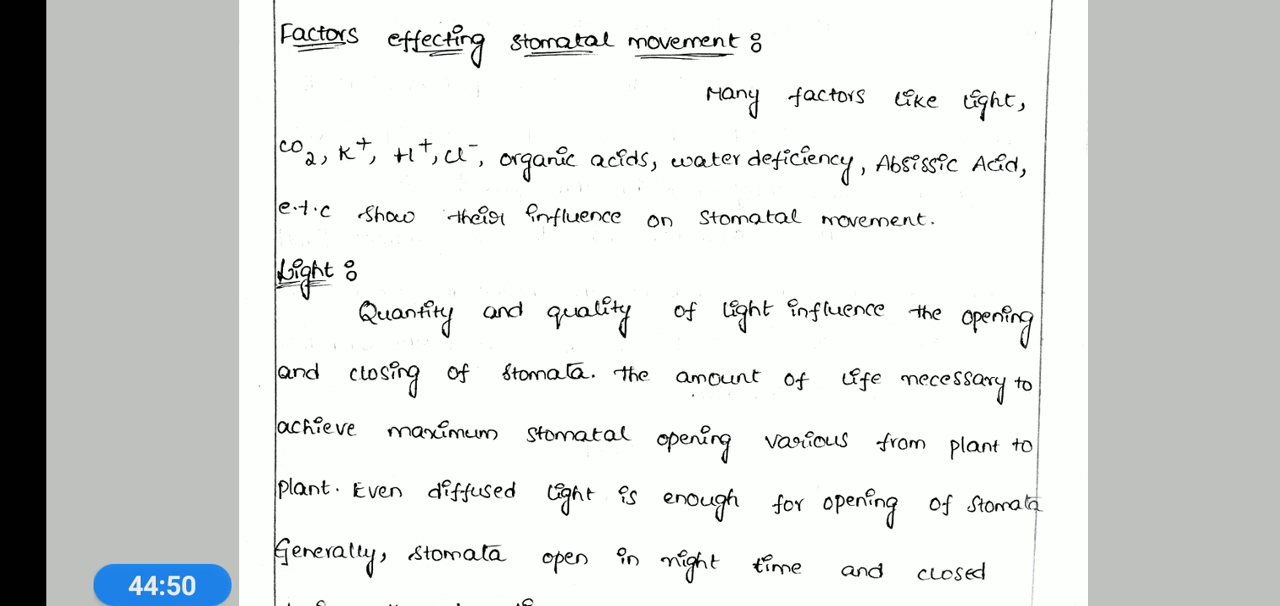 Factors effecting stomatal movement :
Many factors like light,
CO2, K+, H+, Cl-, organic acids, water deficiency, Absissic Acid,
e.t.c show their influence on stomatal movement.
Light :
Quantity and quality of light influence the opening
and closing of stomata. the amount of life necessary to
achieve maximum stomatal opening various from plant to
plant. Even diffused light is enough for opening of stomata
Generally, stomata open in night time and closed
44:50